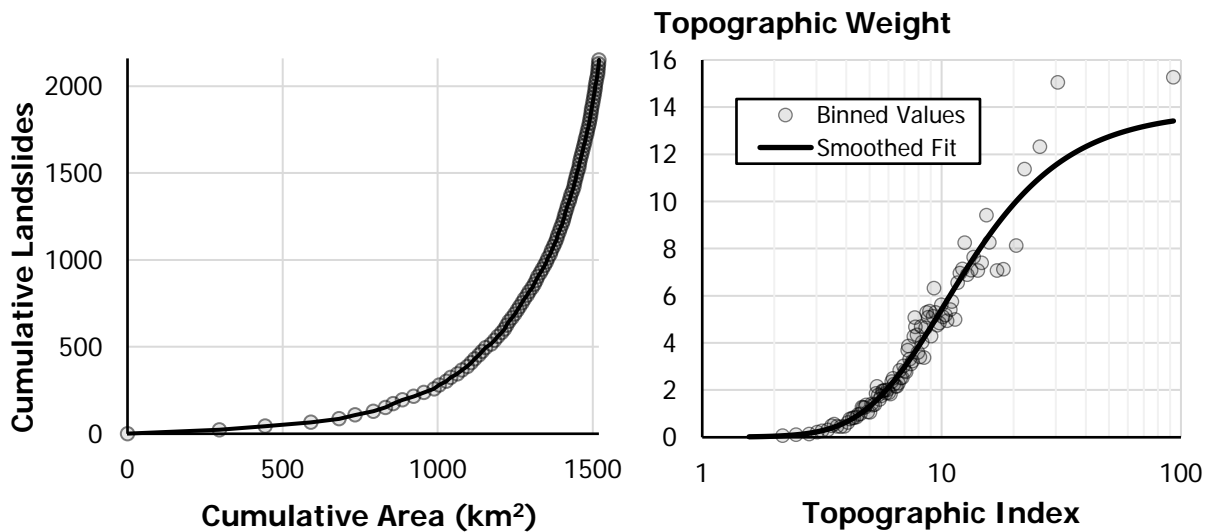 Cumulative Landslides
2000
1500
1000
500
0
0 500 1000 1500
Cumulative Area (km²)
Topographic Weight
16
14
12
10
8
6
4
2
0
Binned Values
Smoothed Fit
1 10 100
Topographic Index